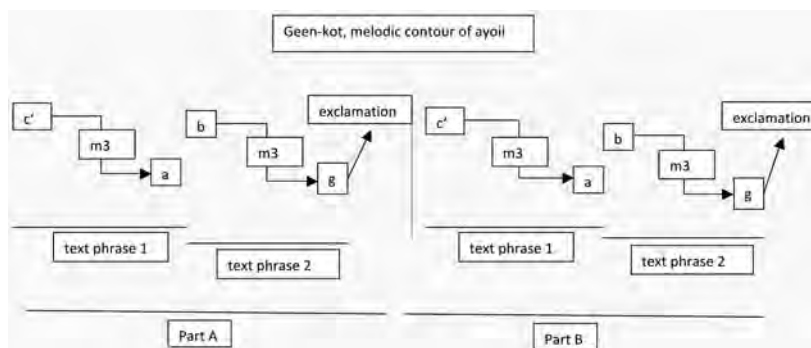 Geen-kot, melodic contour of ayoii
c'
m3
a
b
m3
g
exclamation
text phrase 1
text phrase 2
Part A
c'
m3
a
b
m3
g
exclamation
text phrase 1
text phrase 2
Part B